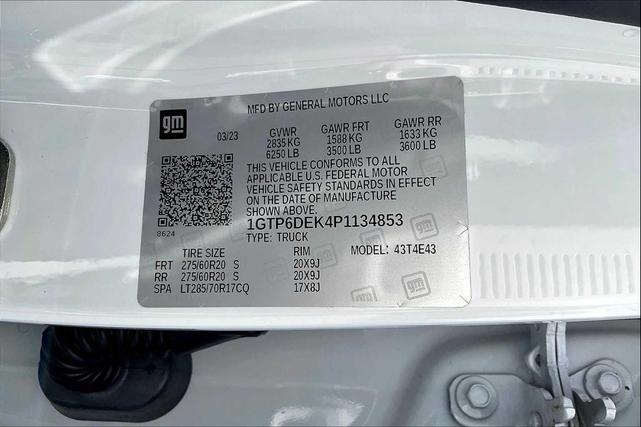 MFD BY GENERAL MOTORS LLC
gm
03/23 GVWR GAWR FRT GAWR RR
2835 KG 1588 KG 1633 KG
6250 LB 3500 LB 3600 LB
THIS VEHICLE CONFORMS TO ALL
APPLICABLE U.S. FEDERAL MOTOR
VEHICLE SAFETY STANDARDS IN EFFECT
ON THE DATE OF MANUFACTURE
SHOWN ABOVE.
8624
1GTP6DEK4P1134853
TYPE: TRUCK
TIRE SIZE RIM MODEL: 43T4E43
FRT 275/60R20 S 20X9J
RR 275/60R20 S 20X9J
SPA LT285/70R17CQ 17X8J